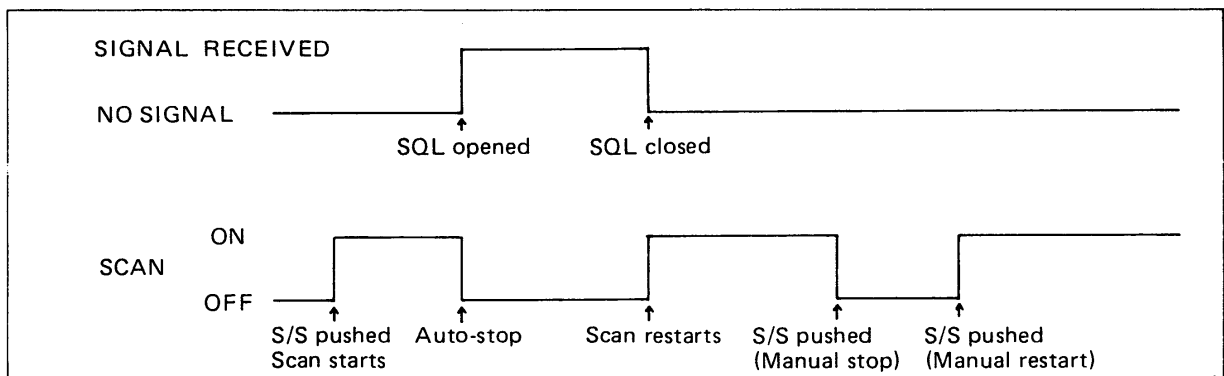 SIGNAL RECEIVED
NO SIGNAL
SQL opened
SQL closed
ON
SCAN
OFF
S/S pushed
Scan starts
Auto-stop
Scan restarts
S/S pushed
(Manual stop)
S/S pushed
(Manual restart)